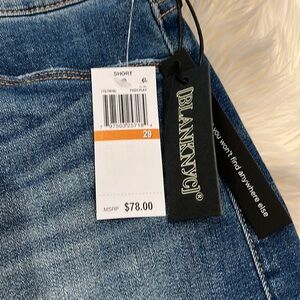 SHORT
29
MSRP $78.00
[BLANKNYC]®
you won't find anywhere else